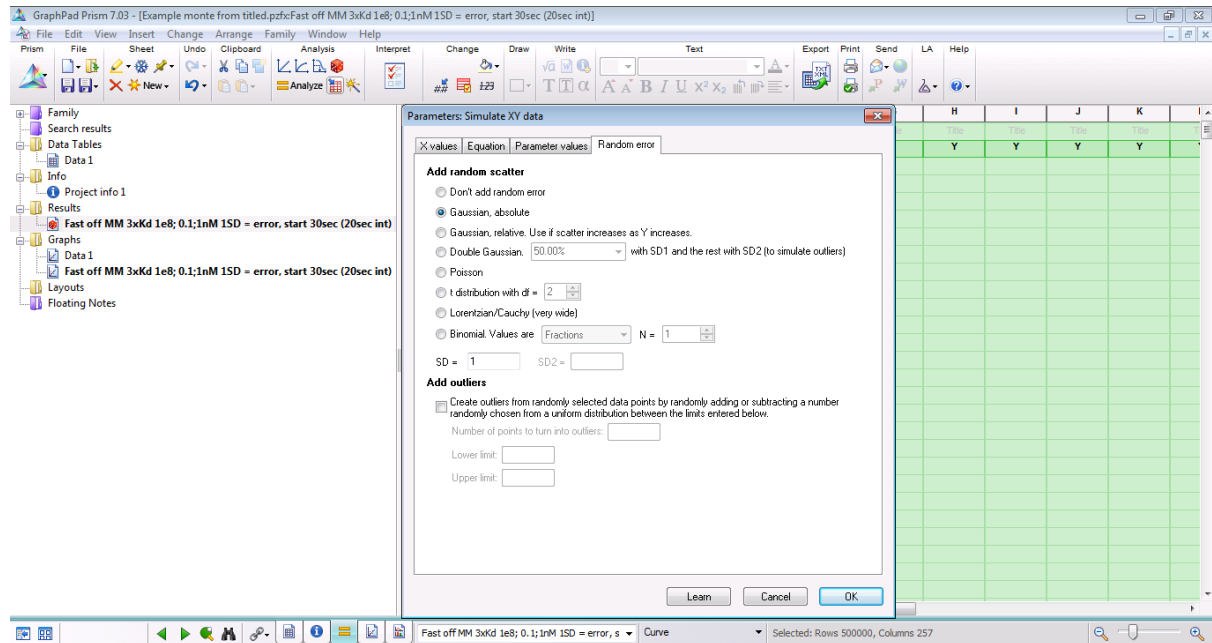 GraphPad Prism 7.03 - [Example monte from titled.pzfx:Fast off MM 3xKd 1e8; 0.1;1nM 1SD = error, start 30sec (20sec int)]
File Edit View Insert Change Arrange Family Window Help
Prism File Sheet Undo Clipboard Analysis Interpret Change Draw Write Text Export Print Send LA Help
New
Analyze
Family
Search results
Data Tables
Data 1
Info
Project info 1
Results
Fast off MM 3xKd 1e8; 0.1;1nM 1SD = error, start 30sec (20sec int)
Graphs
Data 1
Fast off MM 3xKd 1e8; 0.1;1nM 1SD = error, start 30sec (20sec int)
Layouts
Floating Notes
Parameters: Simulate XY data
X values Equation Parameter values Random error
Add random scatter
Don't add random error
Gaussian, absolute
Gaussian, relative. Use if scatter increases as Y increases.
Double Gaussian. 50.00% with SD1 and the rest with SD2 (to simulate outliers)
Poisson
t distribution with df = 2
Lorentzian/Cauchy (very wide)
Binomial. Values are Fractions N = 1
SD = 1 SD2 =
Add outliers
Create outliers from randomly selected data points by randomly adding or subtracting a number
randomly chosen from a uniform distribution between the limits entered below.
Number of points to turn into outliers:
Lower limit:
Upper limit:
Learn Cancel OK
H I J K
Title Title Title Title
Y Y Y Y
Fast off MM 3xKd 1e8; 0.1;1nM 1SD = error, s Curve Selected: Rows 500000, Columns 257